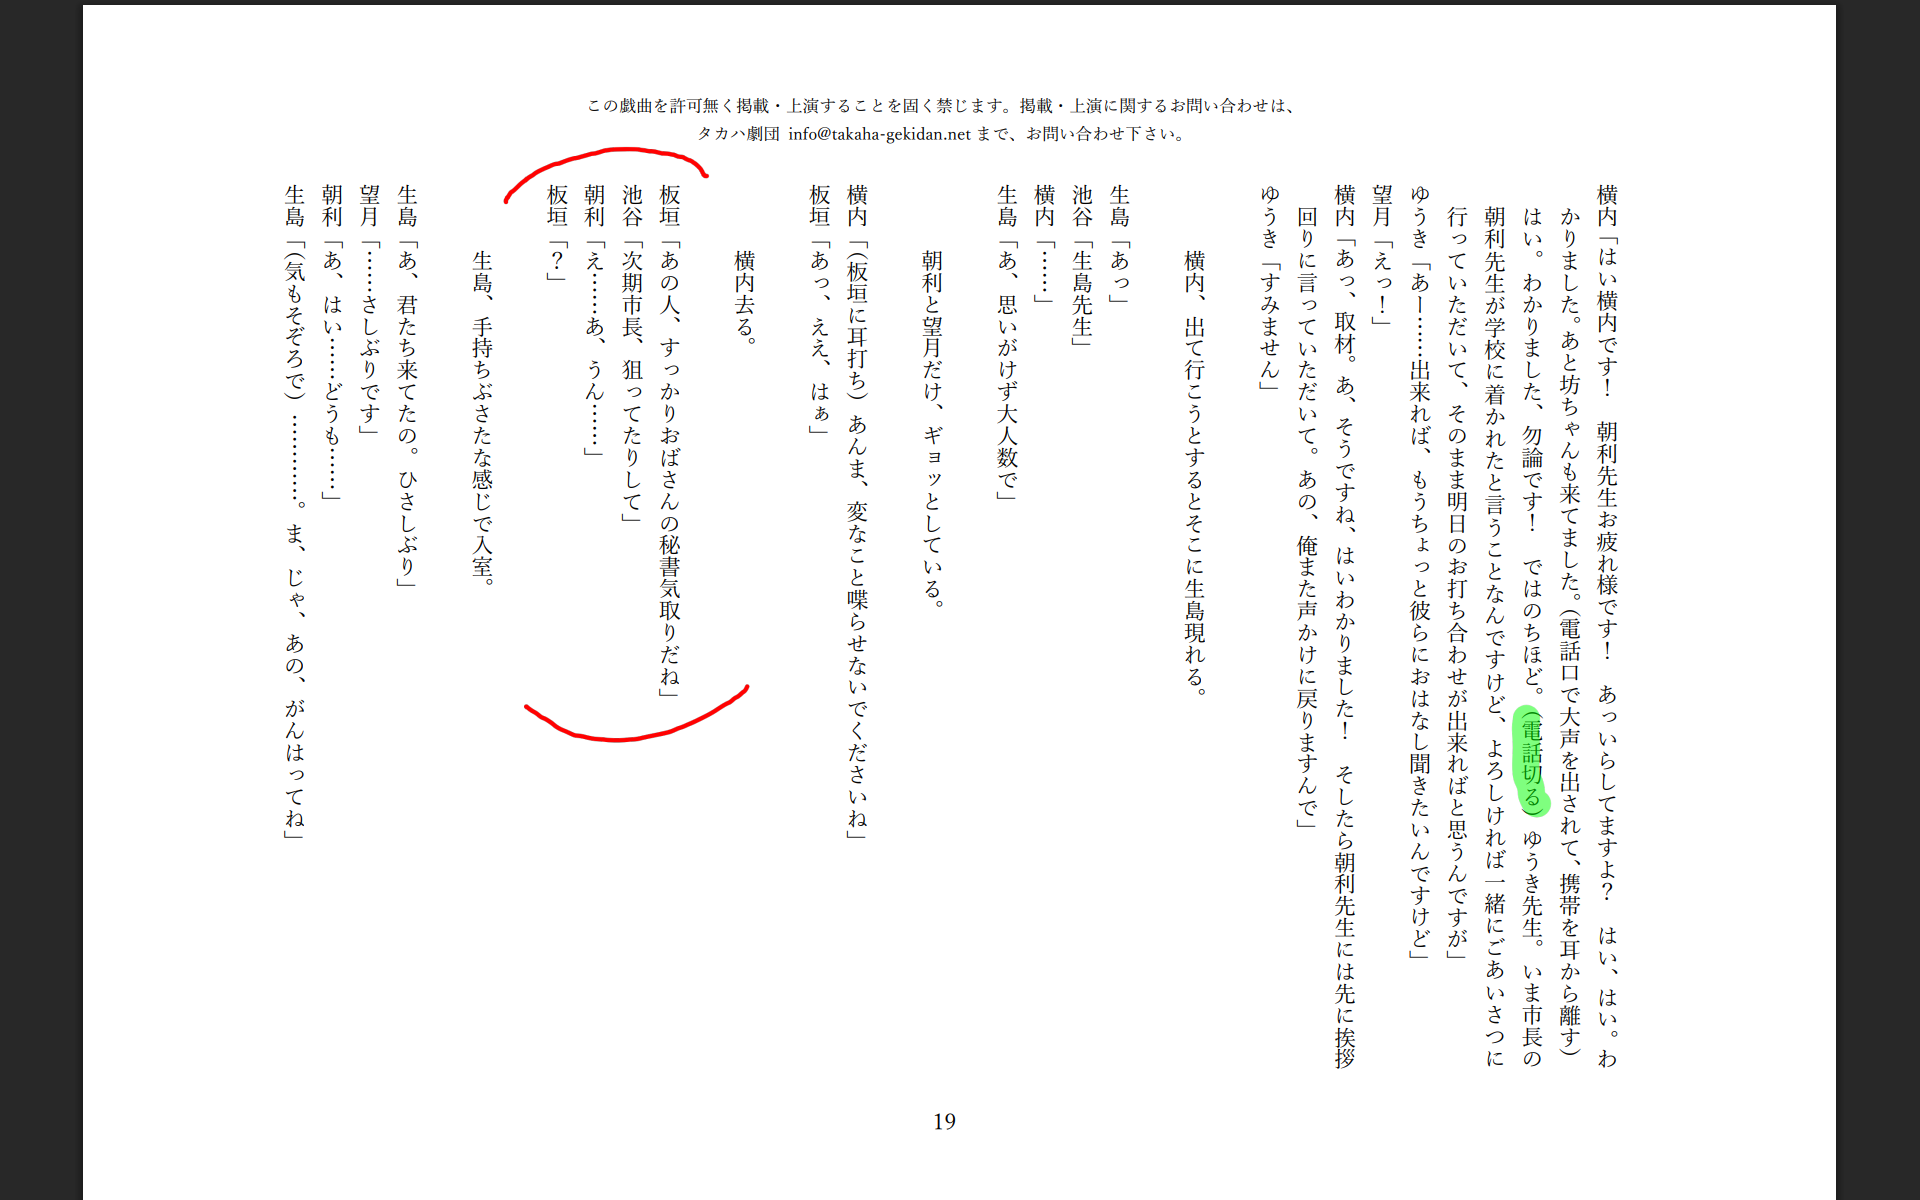 この戯曲を許可無く掲載・上演することを固く禁じます。掲載・上演に関するお問い合わせは、
タカハ劇団 info@takaha-gekidan.net まで、お問い合わせ下さい。
横内「はい横内です！　朝利先生お疲れ様です！　あっいらしてますよ？　はい、はい。わ
かりました。あと坊ちゃんも来てました。（電話口で大声を出されて、携帯を耳から離す）
はい。わかりました、勿論です！　ではのちほど。（電話切る）ゆうき先生。いま市長の
朝利先生が学校に着かれたと言うことなんですけど、よろしければ一緒にごあいさつに
行っていただいて、そのまま明日のお打ち合わせが出来ればと思うんですが」
ゆうき「あー……出来れば、もうちょっと彼らにおはなし聞きたいんですけど」
望月「えっ！」
横内「あっ、取材。あ、そうですね、はいわかりました！　そしたら朝利先生には先に挨拶
回りに言っていただいて。あの、俺また声かけに戻りますんで」
ゆうき「すみません」
横内、出て行こうとするとそこに生島現れる。
生島「あっ」
池谷「生島先生」
横内「……」
生島「あ、思いがけず大人数で」
朝利と望月だけ、ギョッとしている。
横内「（板垣に耳打ち）あんま、変なこと喋らせないでくださいね」
板垣「あっ、ええ、はぁ」
横内去る。
板垣「あの人、すっかりおばさんの秘書気取りだね」
池谷「次期市長、狙ってたりして」
朝利「え……あ、うん……」
板垣「？」
生島、手持ちぶさたな感じで入室。
生島「あ、君たち来てたの。ひさしぶり」
望月「……さしぶりです」
朝利「あ、はい……どうも……」
生島「（気もそぞろで）…………。ま、じゃ、あの、がんはってね」
19